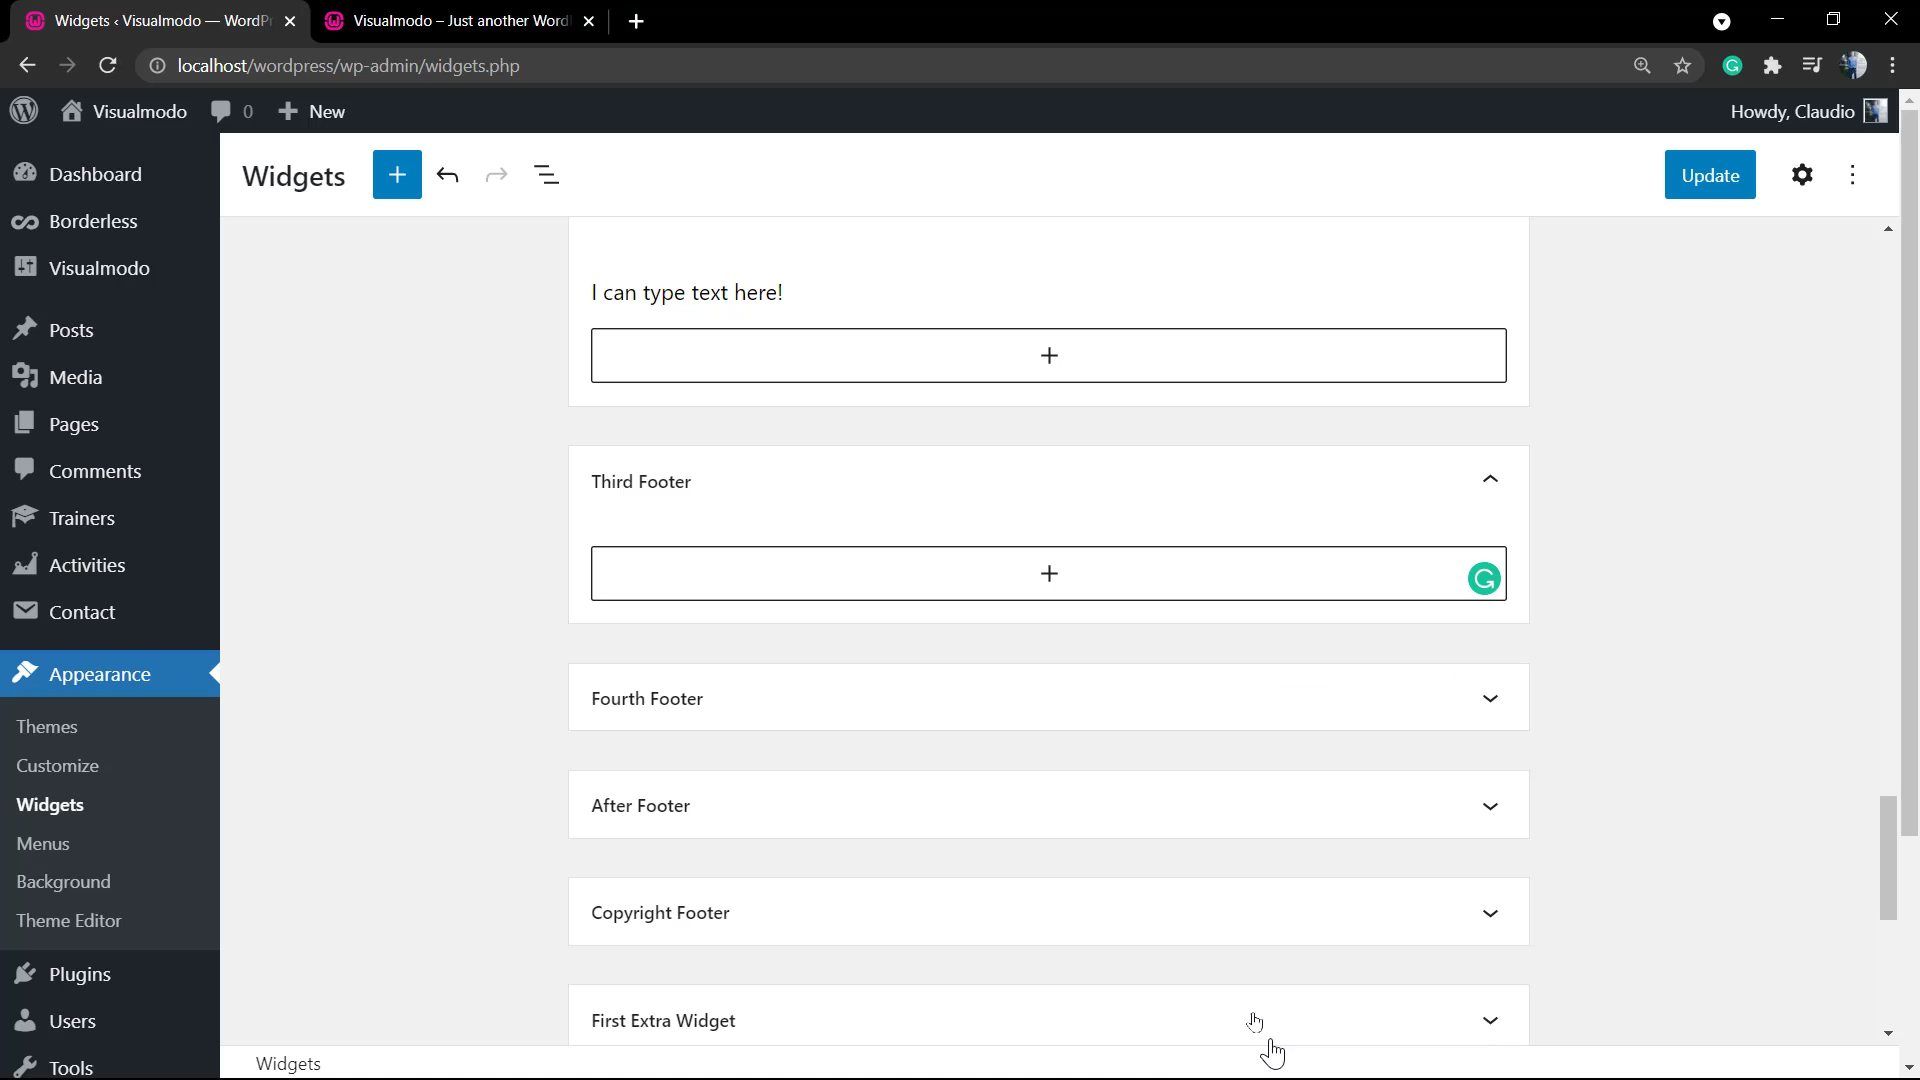 Widgets ‹ Visualmodo — WordPr
Visualmodo – Just another Word
localhost/wordpress/wp-admin/widgets.php
Visualmodo
0
New
Howdy, Claudio
Dashboard
Borderless
Visualmodo
Posts
Media
Pages
Comments
Trainers
Activities
Contact
Appearance
Themes
Customize
Widgets
Menus
Background
Theme Editor
Plugins
Users
Tools
Widgets
Update
I can type text here!
Third Footer
Fourth Footer
After Footer
Copyright Footer
First Extra Widget
Widgets